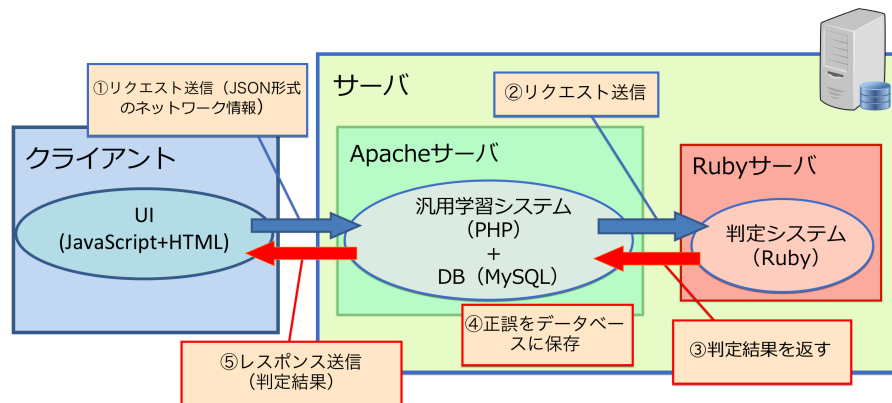 ①リクエスト送信（JSON形式
のネットワーク情報）
サーバ
②リクエスト送信
クライアント
Apacheサーバ
Rubyサーバ
UI
(JavaScript+HTML)
汎用学習システム
（PHP）
+
DB（MySQL）
判定システム
（Ruby）
④正誤をデータベー
スに保存
③判定結果を返す
⑤レスポンス送信
（判定結果）